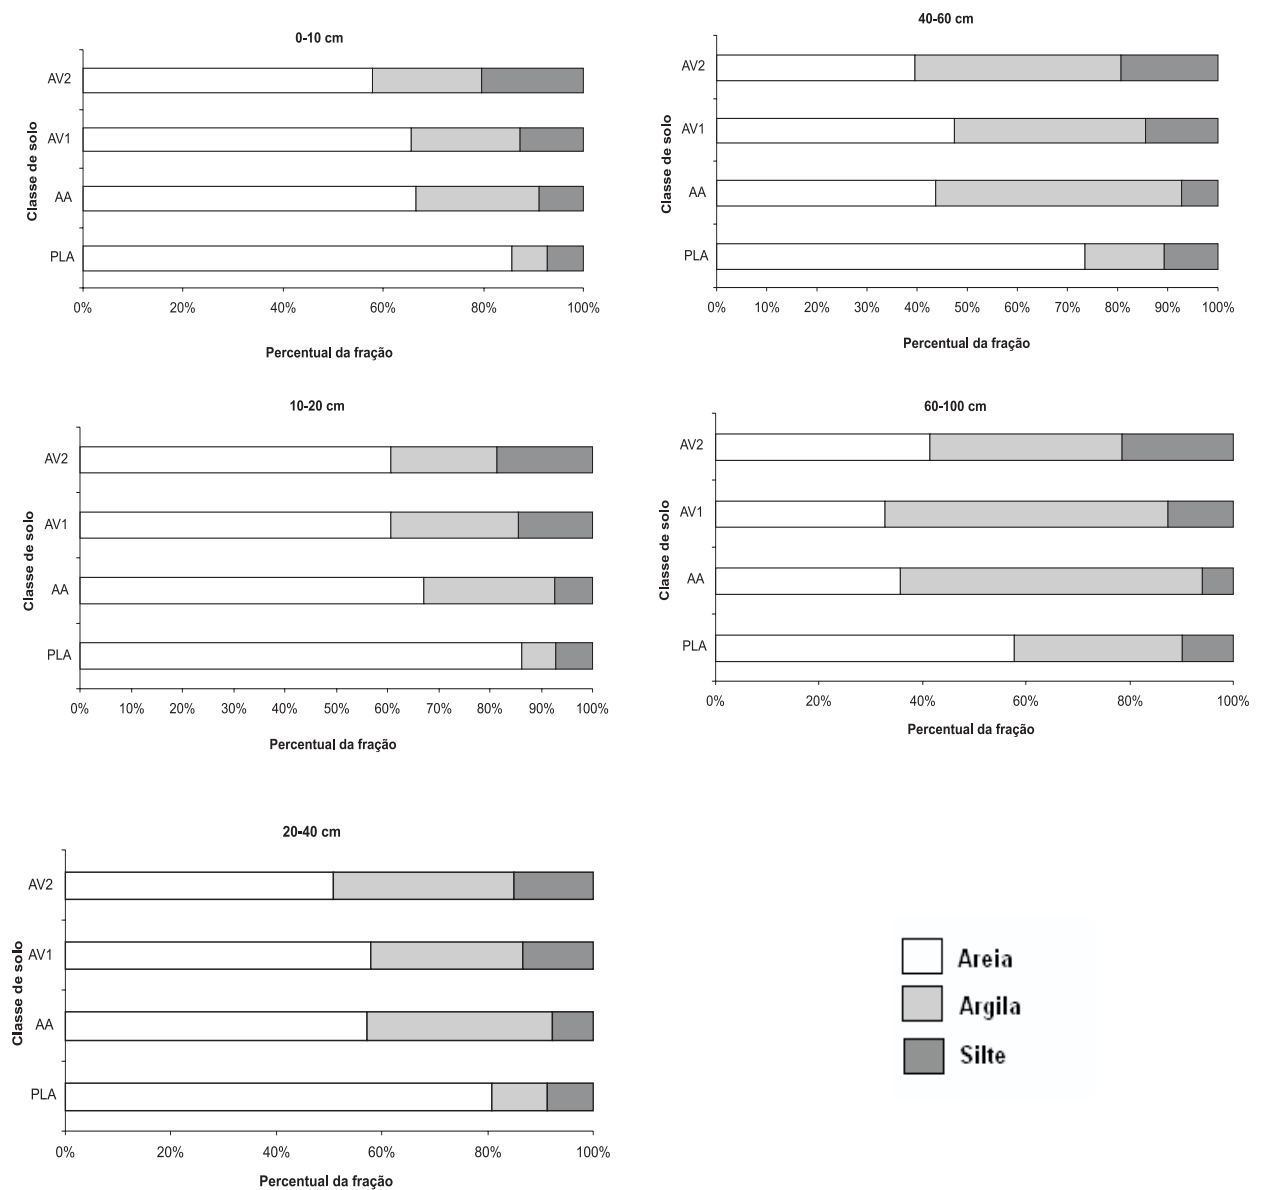 0-10 cm
Classe de solo
AV2
AV1
AA
PLA
0% 20% 40% 60% 80% 100%
Percentual da fração
40-60 cm
Classe de solo
AV2
AV1
AA
PLA
0% 10% 20% 30% 40% 50% 60% 70% 80% 90% 100%
Percentual da fração
10-20 cm
Classe de solo
AV2
AV1
AA
PLA
0% 10% 20% 30% 40% 50% 60% 70% 80% 90% 100%
Percentual da fração
60-100 cm
Classe de solo
AV2
AV1
AA
PLA
0% 20% 40% 60% 80% 100%
Percentual da fração
20-40 cm
Classe de solo
AV2
AV1
AA
PLA
0% 20% 40% 60% 80% 100%
Percentual da fração
Areia
Argila
Silte